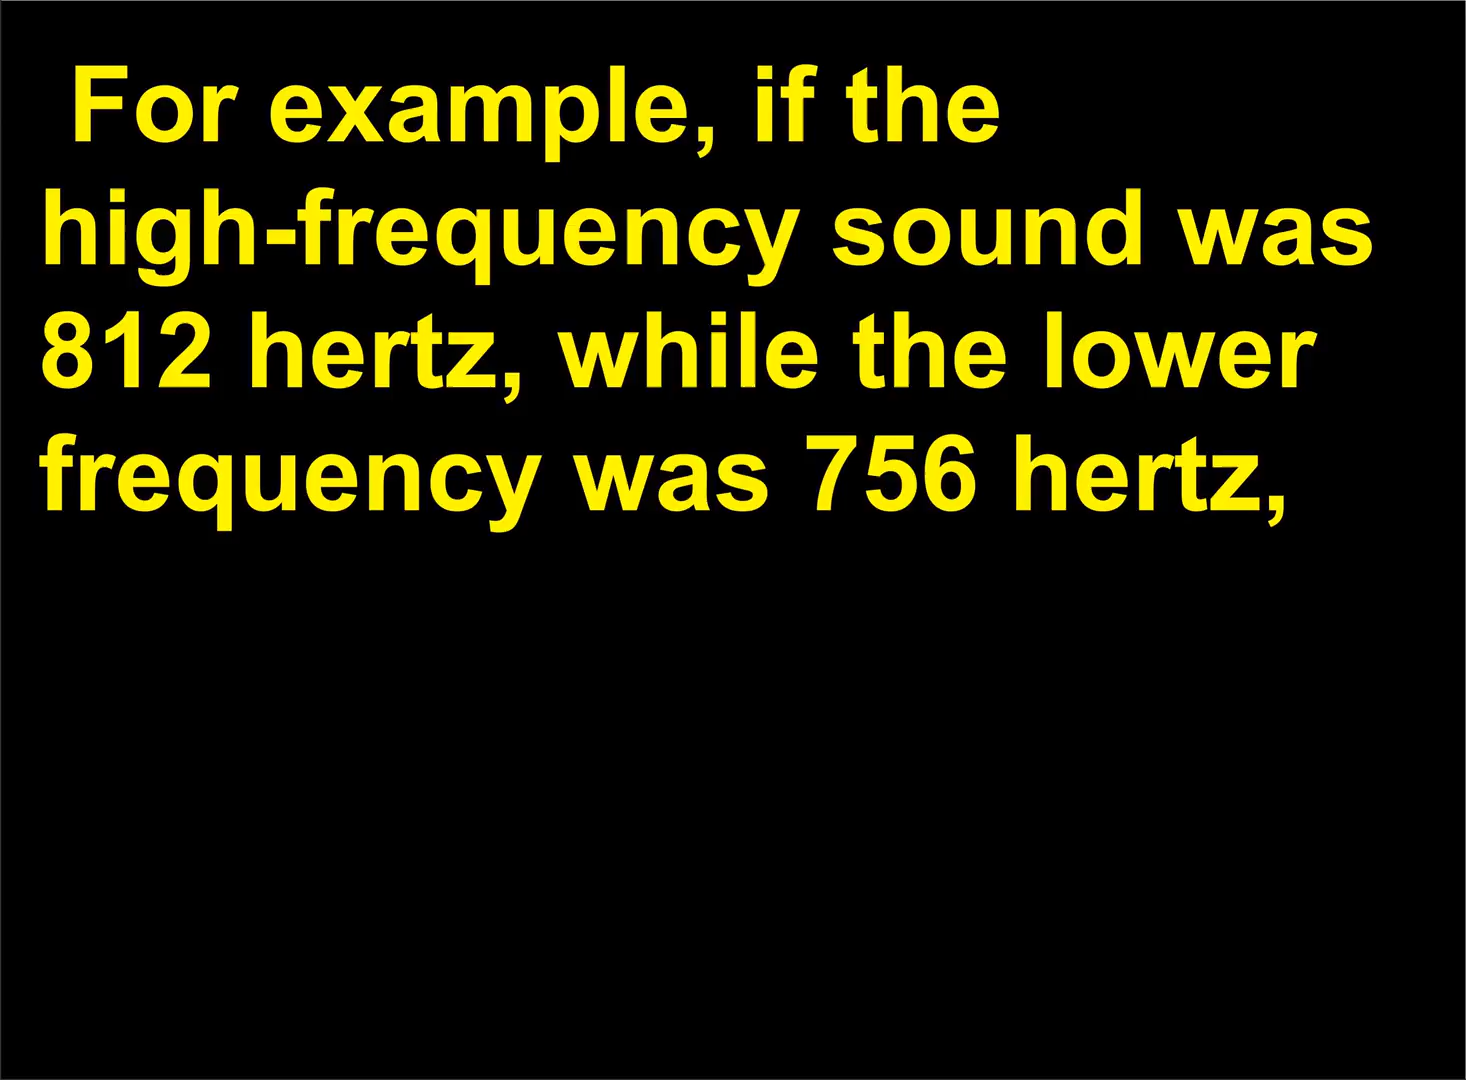 For example, if the
high-frequency sound was
812 hertz, while the lower
frequency was 756 hertz,